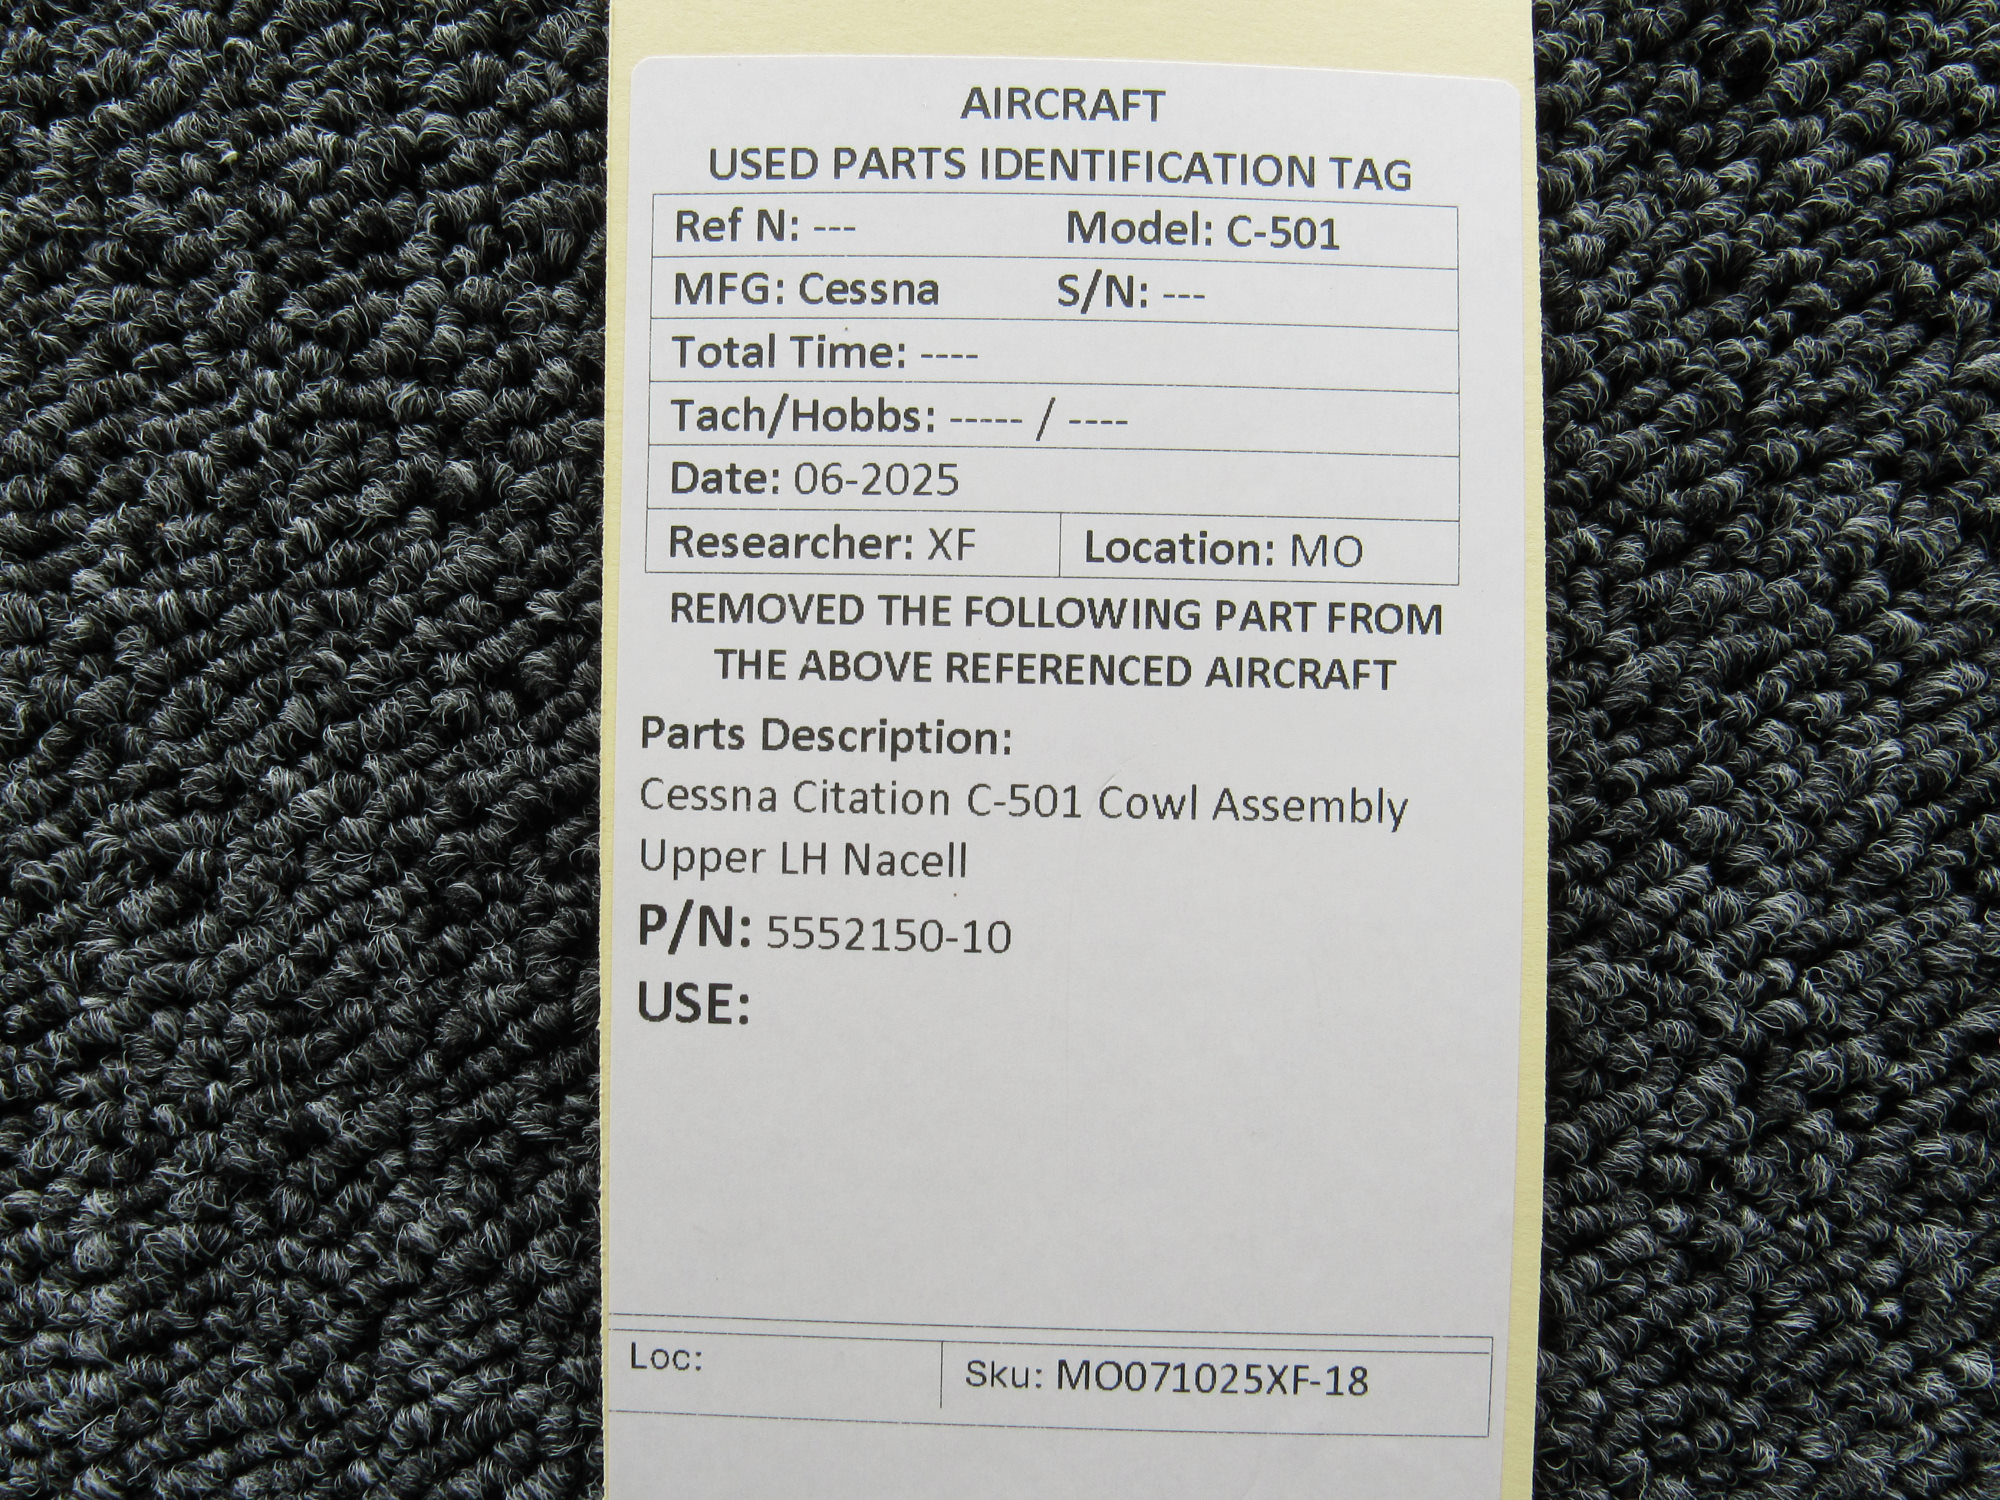 AIRCRAFT
USED PARTS IDENTIFICATION TAG
Ref N: --- Model: C-501
MFG: Cessna S/N: ---
Total Time: ----
Tach/Hobbs: ----- / ----
Date: 06-2025
Researcher: XF Location: MO
REMOVED THE FOLLOWING PART FROM
THE ABOVE REFERENCED AIRCRAFT
Parts Description:
Cessna Citation C-501 Cowl Assembly
Upper LH Nacell
P/N: 5552150-10
USE:
Loc: Sku: MO071025XF-18